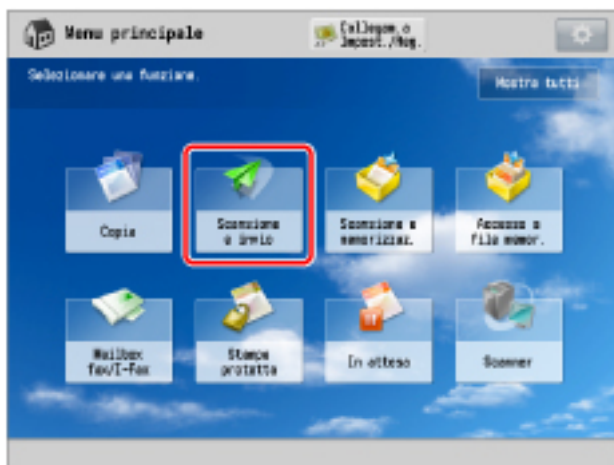 Menu principale
Collegam.a
Impost./Reg.
Selezionare una funzione.
Mostra tutti
Copia
Scansione
e invio
Scansione e
memorizzaz.
Accesso a
file memor.
Mailbox
fax/I-Fax
Stampa
protetta
In attesa
Scanner